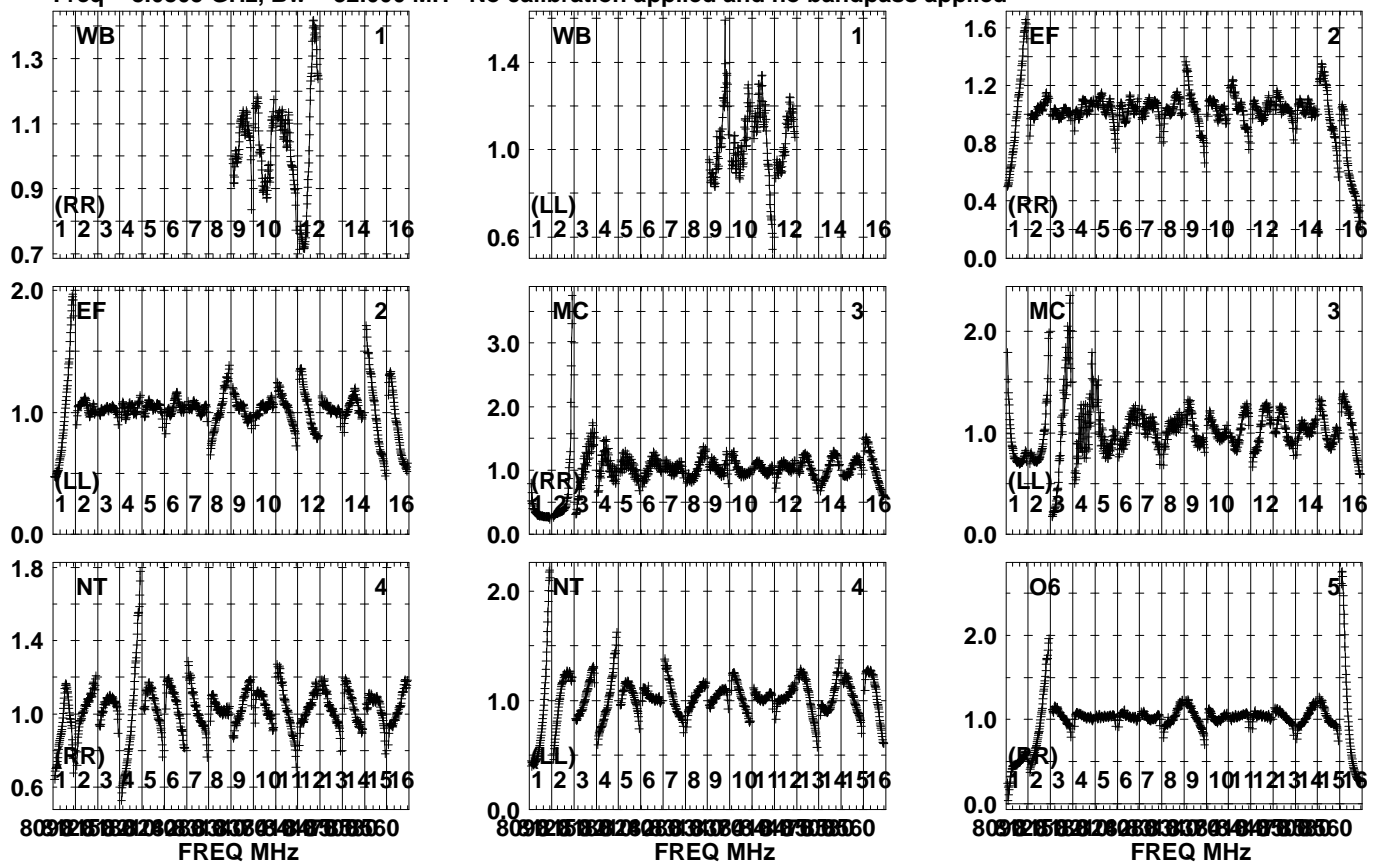 No calibration applied and no bandpass applied
WB 1
1.3
1.1
0.9
0.7
(RR)
1 2 3 4 5 6 7 8 9 10 12 14 16
WB 1
1.4
1.0
0.6
(LL)
1 2 3 4 5 6 7 8 9 10 12 14 16
EF 2
1.6
1.2
0.8
0.4
0.0
(RR)
1 2 3 4 5 6 7 8 9 10 12 14 16
EF 2
2.0
1.0
0.0
(LL)
1 2 3 4 5 6 7 8 9 10 12 14 16
MC 3
3.0
2.0
1.0
0.0
(RR)
1 2 3 4 5 6 7 8 9 10 12 14 16
MC 3
2.0
1.0
0.0
(LL)
1 2 3 4 5 6 7 8 9 10 12 14 16
NT 4
1.8
1.4
1.0
0.6
(RR)
1 2 3 4 5 6 7 8 9 10 11 12 13 14 15 16
FREQ MHz
NT 4
2.0
1.0
0.0
(LL)
1 2 3 4 5 6 7 8 9 10 11 12 13 14 15 16
O6 5
2.0
1.0
0.0
(RR)
1 2 3 4 5 6 7 8 9 10 11 12 13 14 15 16
FREQ MHz